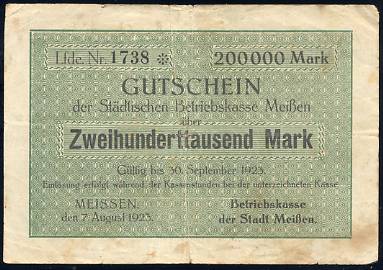 Lfde. Nr. 1738 ✻ 200000 Mark
GUTSCHEIN
der Städtischen Betriebskasse Meißen
über
Zweihunderttausend Mark
Gültig bis 30. September 1923.
Einlösung erfolgt während der Kassenstunden bei der unterzeichneten Kasse
MEISSEN, Betriebskasse
den 7. August 1923. der Stadt Meißen.